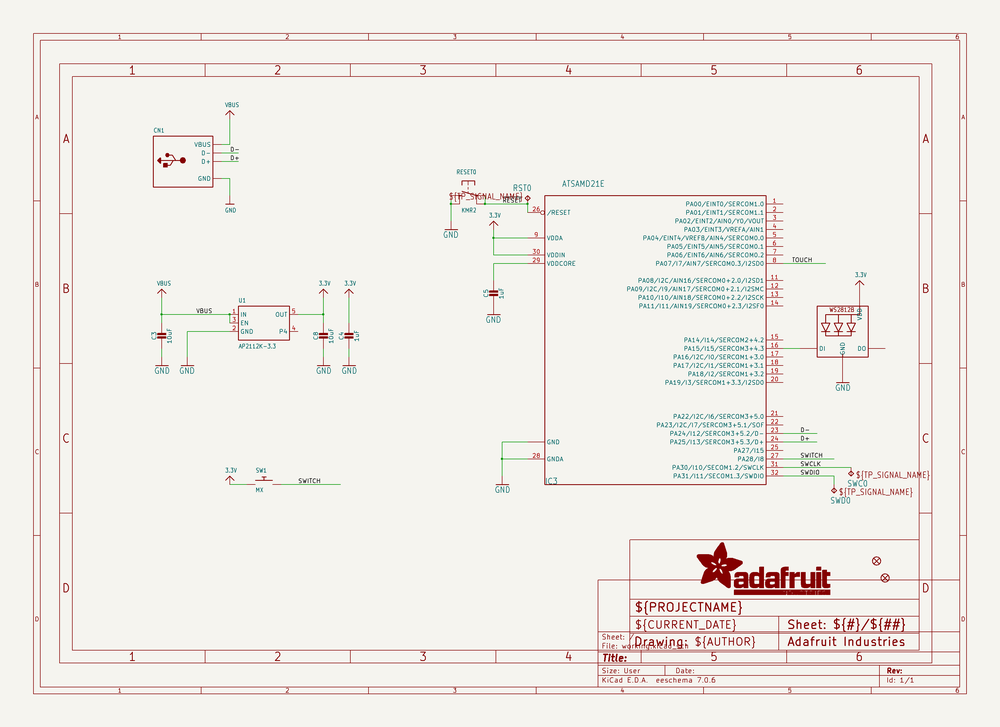 1 2 3 4 5 6
1 2 3 4 5 6
A A A A
VBUS
CN1
VBUS
D- D-
D+ D+
GND
GND
RESET0
${TP_SIGNAL_NAME}
RESET
RST0
KMR2
GND
ATSAMD21E
26 /RESET
3.3V
9 VDDA
30 VDDIN
29 VDDCORE
C5
1uF
GND
GND
28 GNDA
GND
IC3
PA00/EINT0/SERCOM1.0 1
PA01/EINT1/SERCOM1.1 2
PA02/EINT2/AIN0/Y0/VOUT 3
PA03/EINT3/VREFA/AIN1 4
PA04/EINT4/VREFB/AIN4/SERCOM0.0 5
PA05/EINT5/AIN5/SERCOM0.1 6
PA06/EINT6/AIN6/SERCOM0.2 7
PA07/I7/AIN7/SERCOM0.3/I2SD0 8 TOUCH
PA08/I2C/AIN16/SERCOM0+2.0/I2SD1 11
PA09/I2C/I9/AIN17/SERCOM0+2.1/I2SMC 12
PA10/I10/AIN18/SERCOM0+2.2/I2SCK 13
PA11/I11/AIN19/SERCOM0+2.3/I2SF0 14
PA14/I14/SERCOM2+4.2 15
PA15/I15/SERCOM3+4.3 16
PA16/I2C/I0/SERCOM1+3.0 17
PA17/I2C/I1/SERCOM1+3.1 18
PA18/I2/SERCOM1+3.2 19
PA19/I3/SERCOM1+3.3/I2SD0 20
PA22/I2C/I6/SERCOM3+5.0 21
PA23/I2C/I7/SERCOM3+5.1/SOF 22
PA24/I12/SERCOM3+5.2/D- 23 D-
PA25/I13/SERCOM3+5.3/D+ 24 D+
PA27/I15 25
PA28/I8 27 SWITCH
PA30/I10/SECOM1.2/SWCLK 31 SWCLK
PA31/I11/SERCOM1.3/SWDIO 32 SWDIO
${TP_SIGNAL_NAME}
SWC0
${TP_SIGNAL_NAME}
SWD0
3.3V
WS2812B
VDD
DI GND DO
GND
B B B B
VBUS
VBUS
C3
10uF
GND
GND
U1
1 IN OUT 5
3 EN
2 GND P4 4
AP2112K-3.3
3.3V
C8
10uF
GND
3.3V
C4
1uF
GND
C C C C
3.3V
SW1
MX
SWITCH
D D D D
adafruit
${PROJECTNAME}
${CURRENT_DATE} Sheet: ${#}/${##}
Drawing: ${AUTHOR} Adafruit Industries
Sheet: /
File: working.kicad_sch
Title:
Size: User Date: Rev:
KiCad E.D.A. eeschema 7.0.6 Id: 1/1
1 2 3 4 5 6
1 2 3 4 5 6